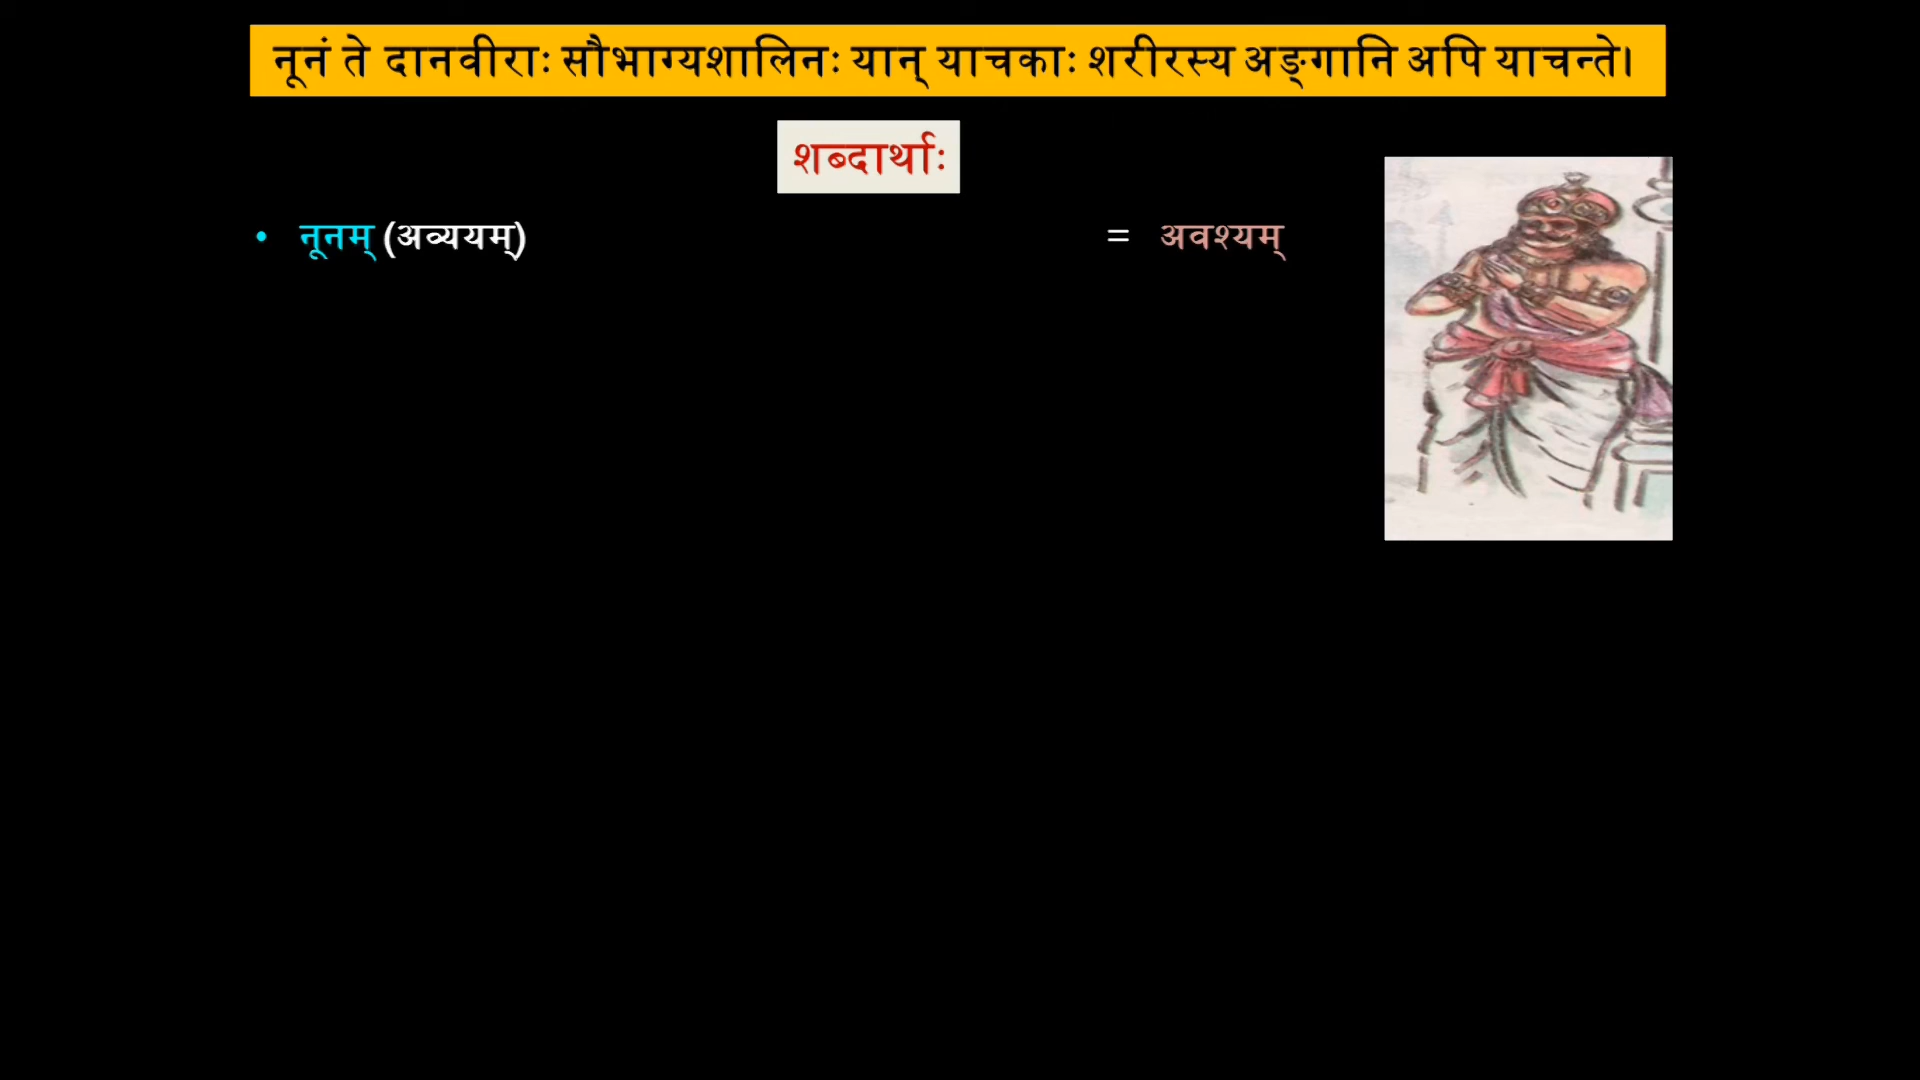 नूनं ते दानवीराः सौभाग्यशालिनः यान् याचकाः शरीरस्य अङ्गानि अपि याचन्ते।
शब्दार्थाः
• नूनम् (अव्ययम्) = अवश्यम्